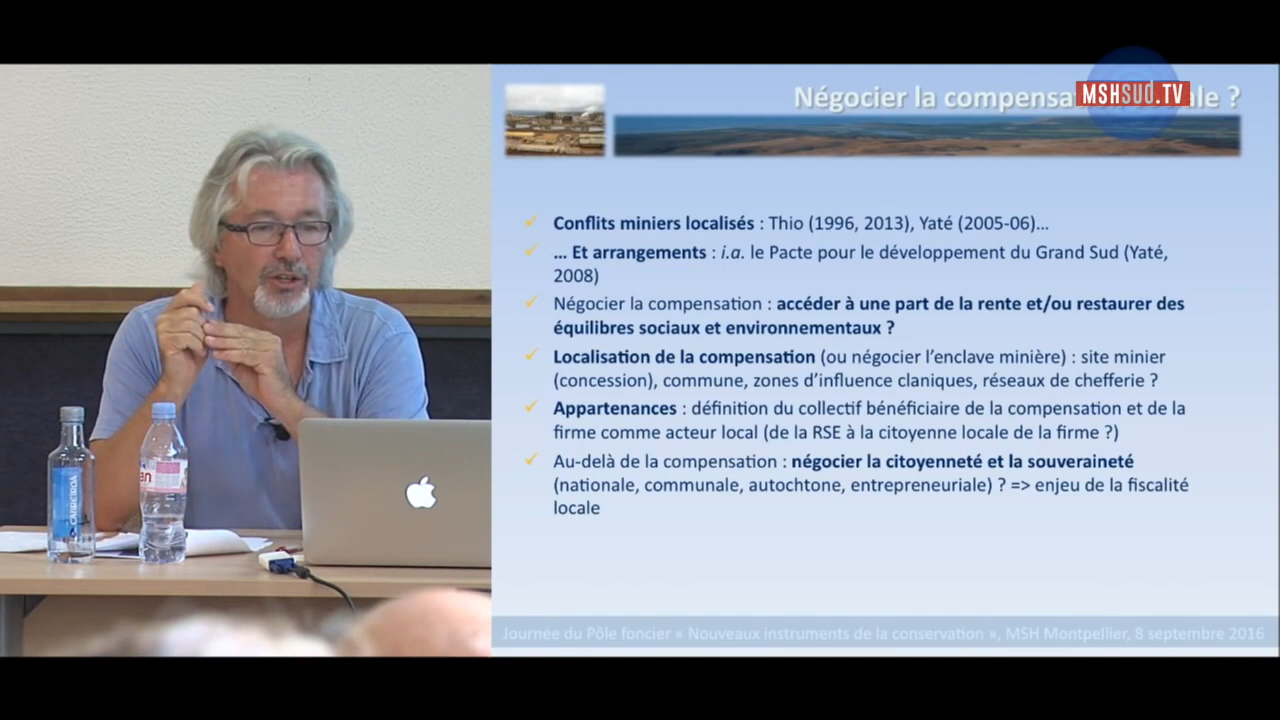 MSHSUD.TV
Négocier la compensa le ?
Conflits miniers localisés : Thio (1996, 2013), Yaté (2005-06)...
... Et arrangements : i.a. le Pacte pour le développement du Grand Sud (Yaté,
2008)
Négocier la compensation : accéder à une part de la rente et/ou restaurer des
équilibres sociaux et environnementaux ?
Localisation de la compensation (ou négocier l'enclave minière) : site minier
(concession), commune, zones d'influence claniques, réseaux de chefferie ?
Appartenances : définition du collectif bénéficiaire de la compensation et de la
firme comme acteur local (de la RSE à la citoyenne locale de la firme ?)
Au-delà de la compensation : négocier la citoyenneté et la souveraineté
(nationale, communale, autochtone, entrepreneuriale) ? => enjeu de la fiscalité
locale
Journée du Pôle foncier « Nouveaux instruments de la conservation », MSH Montpellier, 8 septembre 2016
CABREIROÁ